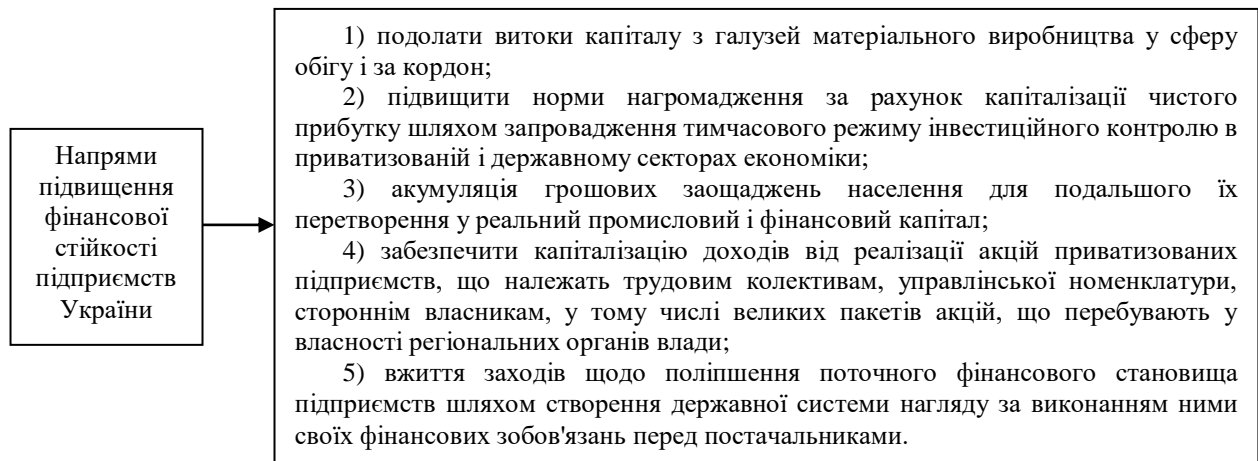 Напрями
підвищення
фінансової
стійкості
підприємств
України
1) подолати витоки капіталу з галузей матеріального виробництва у сферу
обігу і за кордон;
2) підвищити норми нагромадження за рахунок капіталізації чистого
прибутку шляхом запровадження тимчасового режиму інвестиційного контролю в
приватизованій і державному секторах економіки;
3) акумуляція грошових заощаджень населення для подальшого їх
перетворення у реальний промисловий і фінансовий капітал;
4) забезпечити капіталізацію доходів від реалізації акцій приватизованих
підприємств, що належать трудовим колективам, управлінської номенклатури,
стороннім власникам, у тому числі великих пакетів акцій, що перебувають у
власності регіональних органів влади;
5) вжиття заходів щодо поліпшення поточного фінансового становища
підприємств шляхом створення державної системи нагляду за виконанням ними
своїх фінансових зобов'язань перед постачальниками.